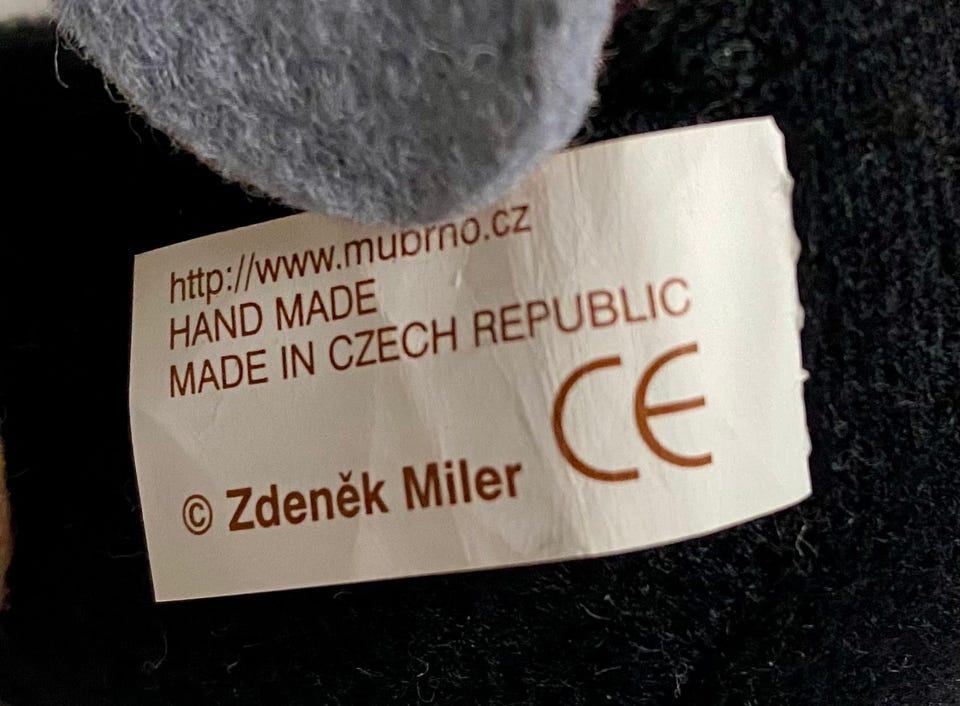 http://www.mubrno.cz
HAND MADE
MADE IN CZECH REPUBLIC
CE
© Zdeněk Miler